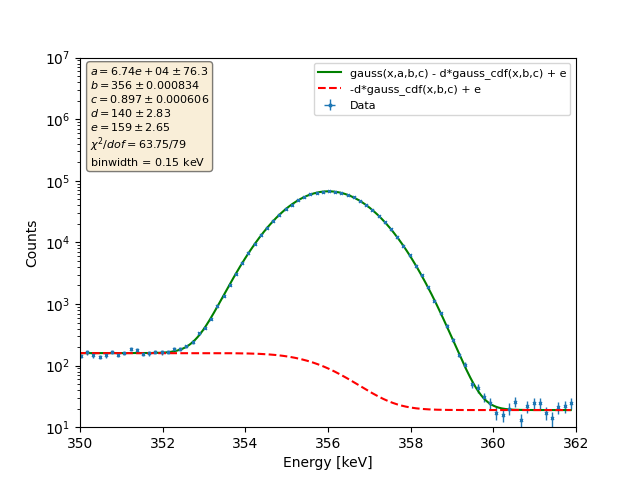 a = 6.74e + 04 ± 76.3
b = 356 ± 0.000834
c = 0.897 ± 0.000606
d = 140 ± 2.83
e = 159 ± 2.65
χ²/dof = 63.75/79
binwidth = 0.15 keV
gauss(x,a,b,c) - d*gauss_cdf(x,b,c) + e
-d*gauss_cdf(x,b,c) + e
Data
Counts
10⁷
10⁶
10⁵
10⁴
10³
10²
10¹
350 352 354 356 358 360 362
Energy [keV]